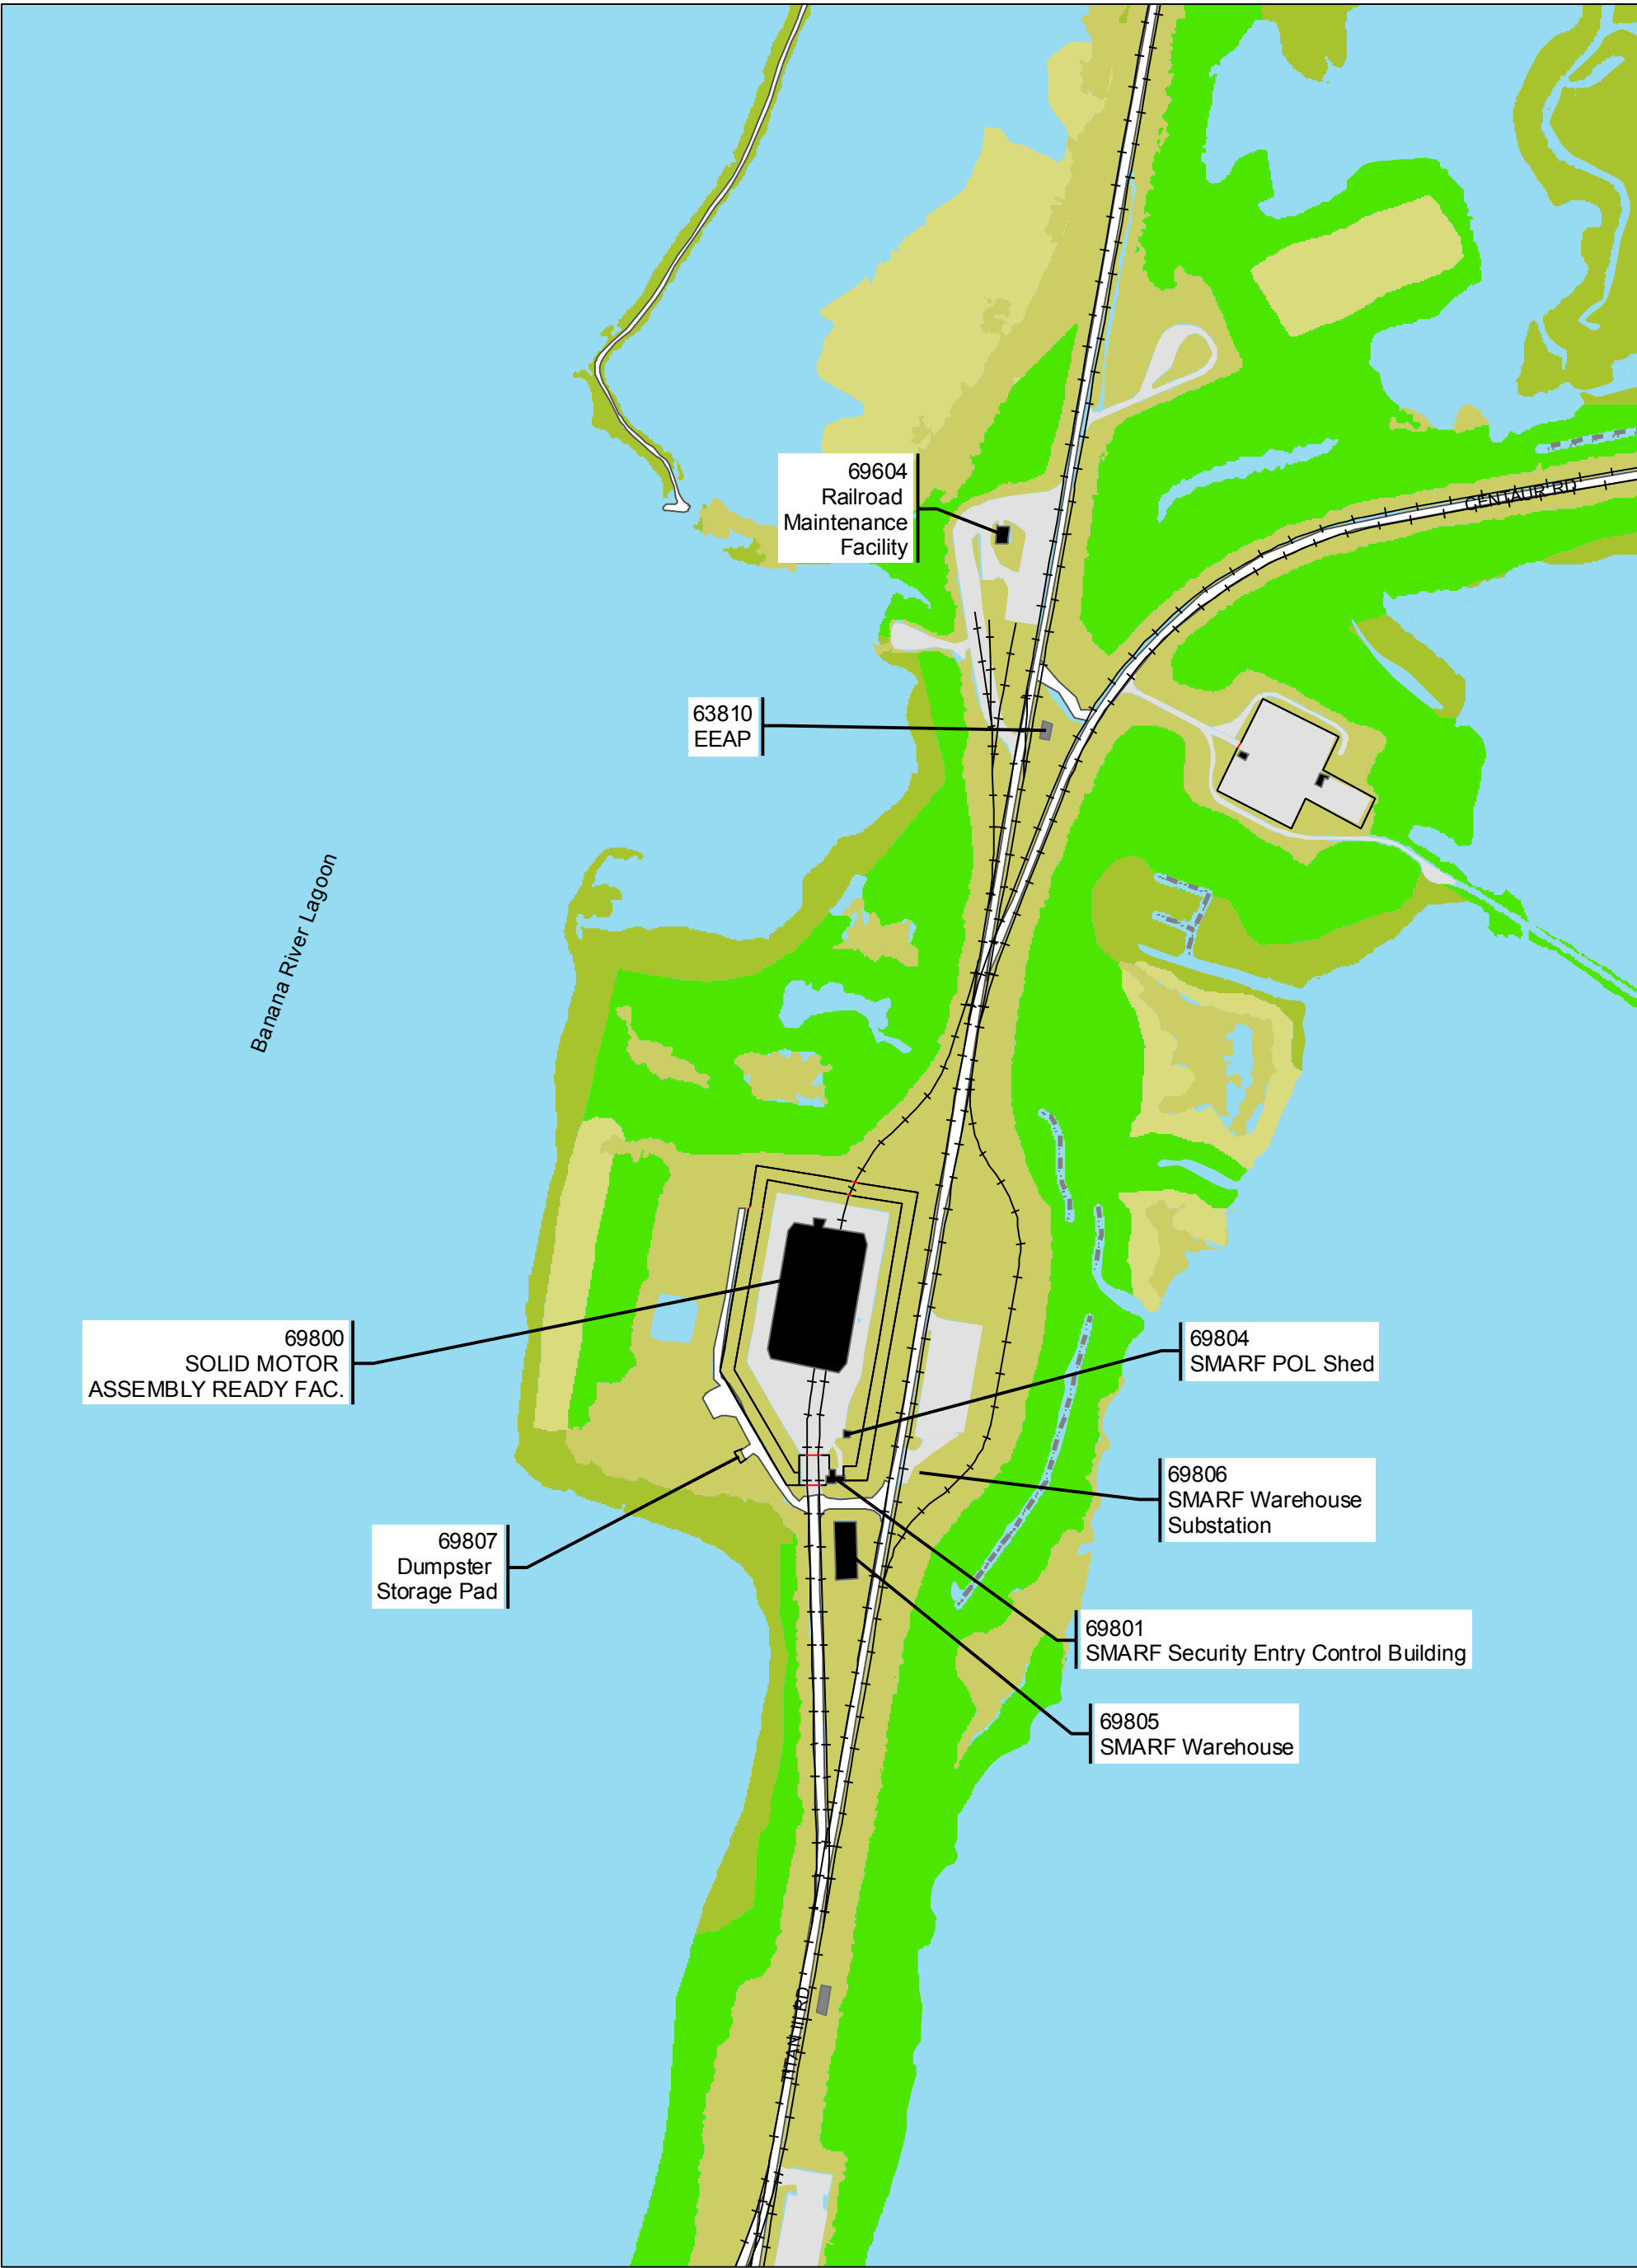 69604
Railroad
Maintenance
Facility
CENTAUR RD
63810
EEAP
Banana River Lagoon
69800
SOLID MOTOR
ASSEMBLY READY FAC.
69804
SMARF POL Shed
69806
SMARF Warehouse
Substation
69807
Dumpster
Storage Pad
69801
SMARF Security Entry Control Building
69805
SMARF Warehouse
TITAN III RD